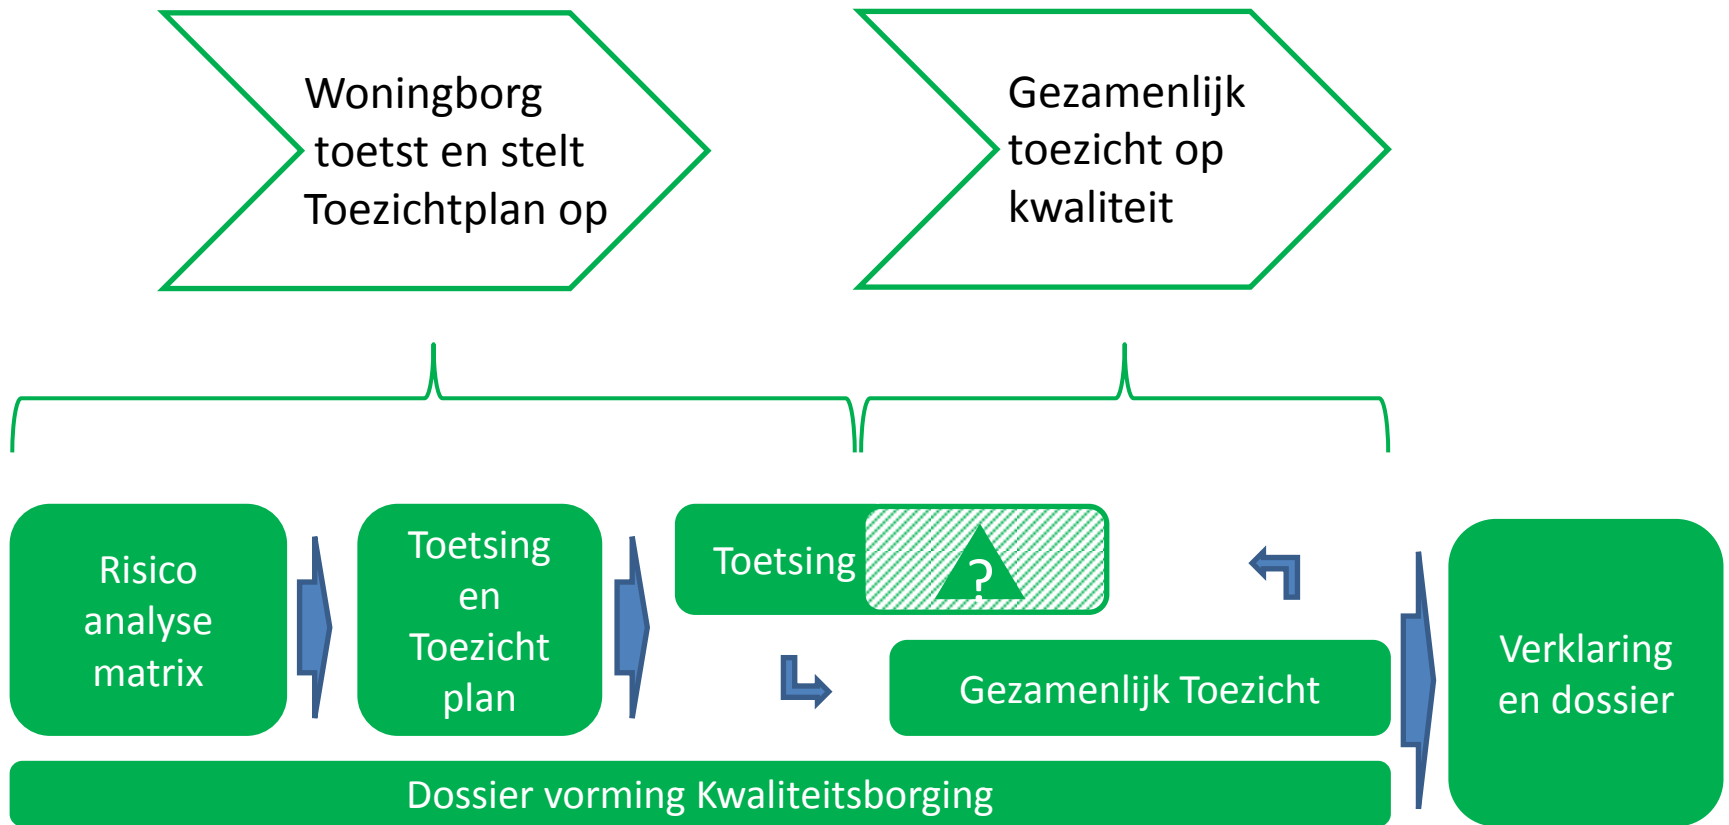 Woningborg
toetst en stelt
Toezichtplan op
Gezamenlijk
toezicht op
kwaliteit
Risico
analyse
matrix
Toetsing
en
Toezicht
plan
Toetsing
?
Gezamenlijk Toezicht
Verklaring
en dossier
Dossier vorming Kwaliteitsborging